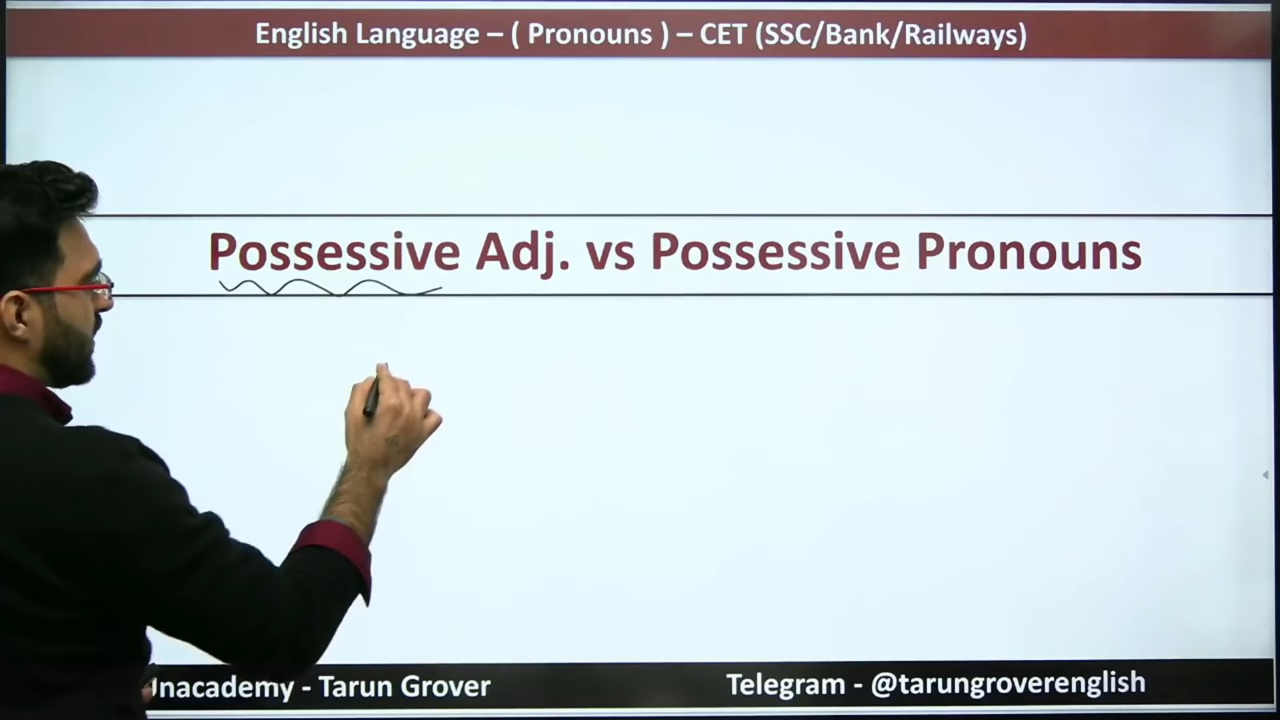 English Language – ( Pronouns ) – CET (SSC/Bank/Railways)
Possessive Adj. vs Possessive Pronouns
Unacademy - Tarun Grover
Telegram - @tarungroverenglish